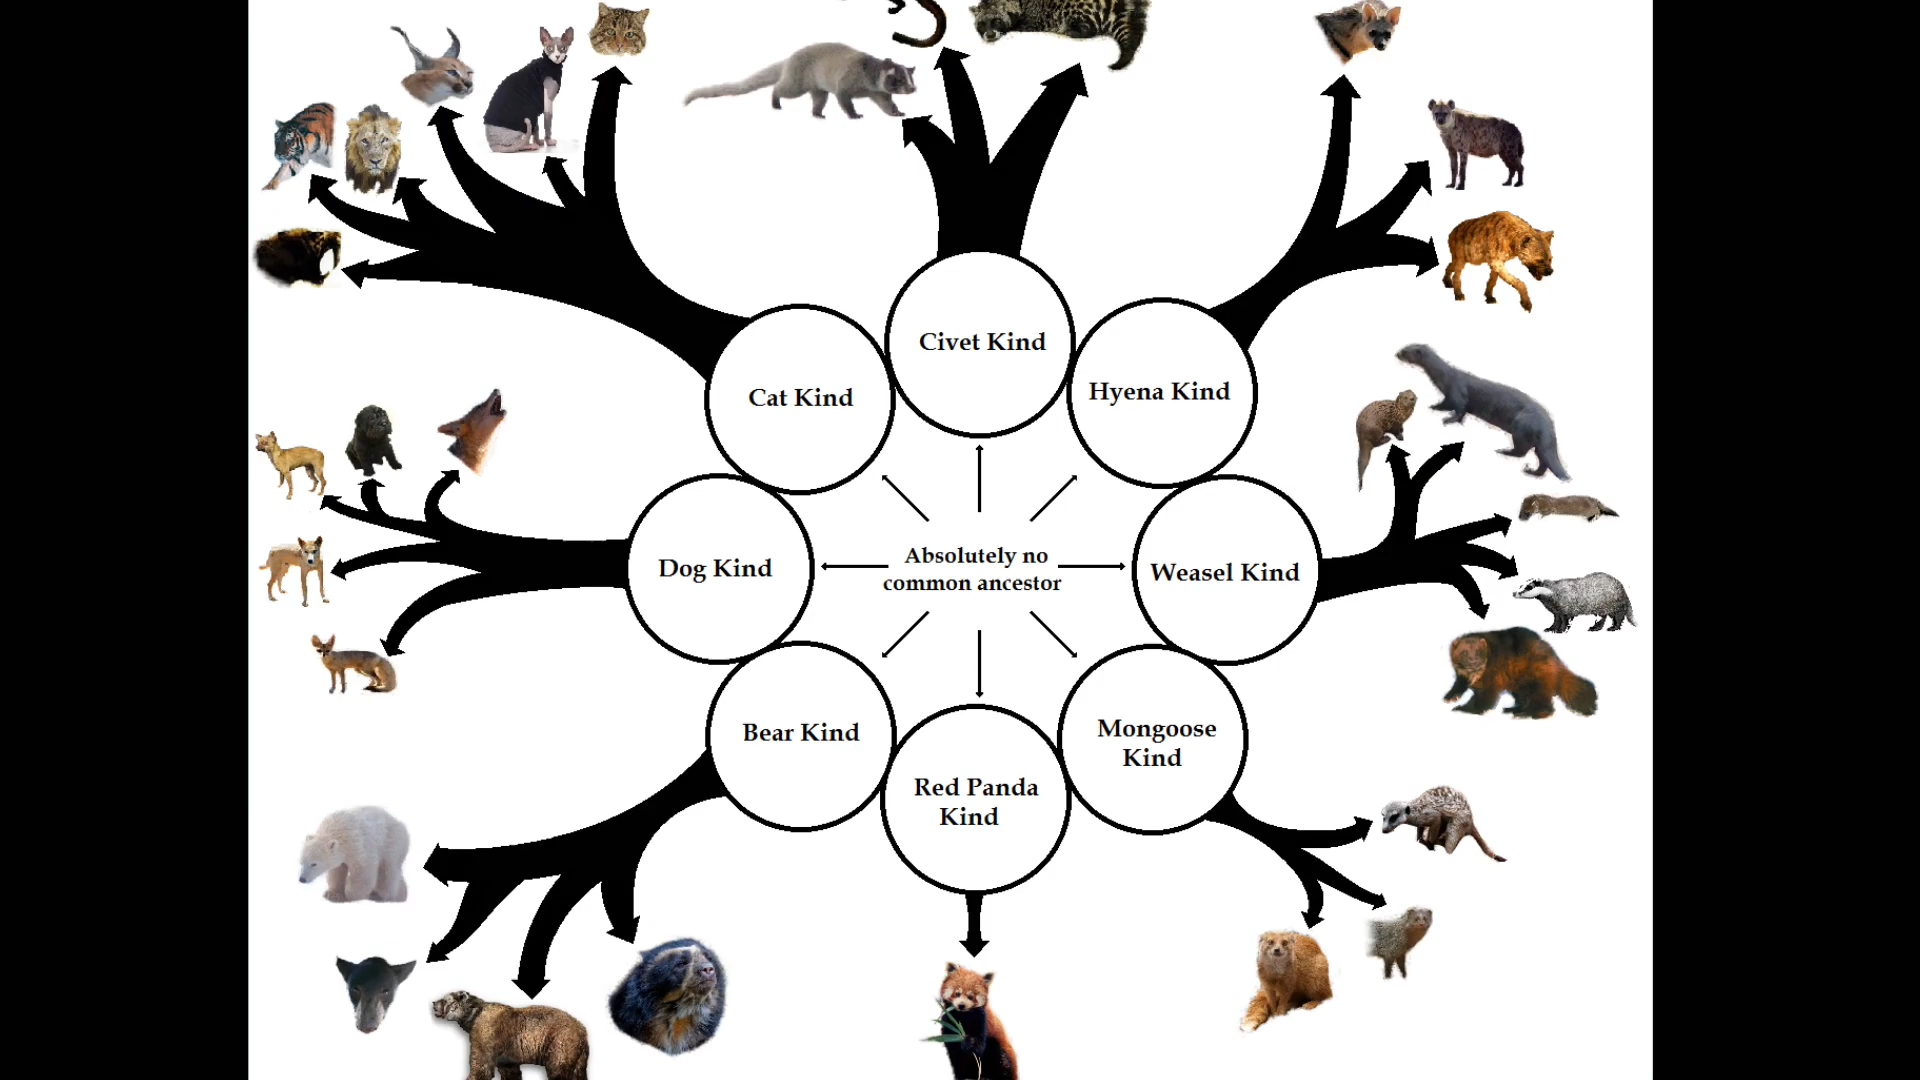 Civet Kind
Cat Kind
Hyena Kind
Dog Kind
Absolutely no
common ancestor
Weasel Kind
Bear Kind
Red Panda
Kind
Mongoose
Kind